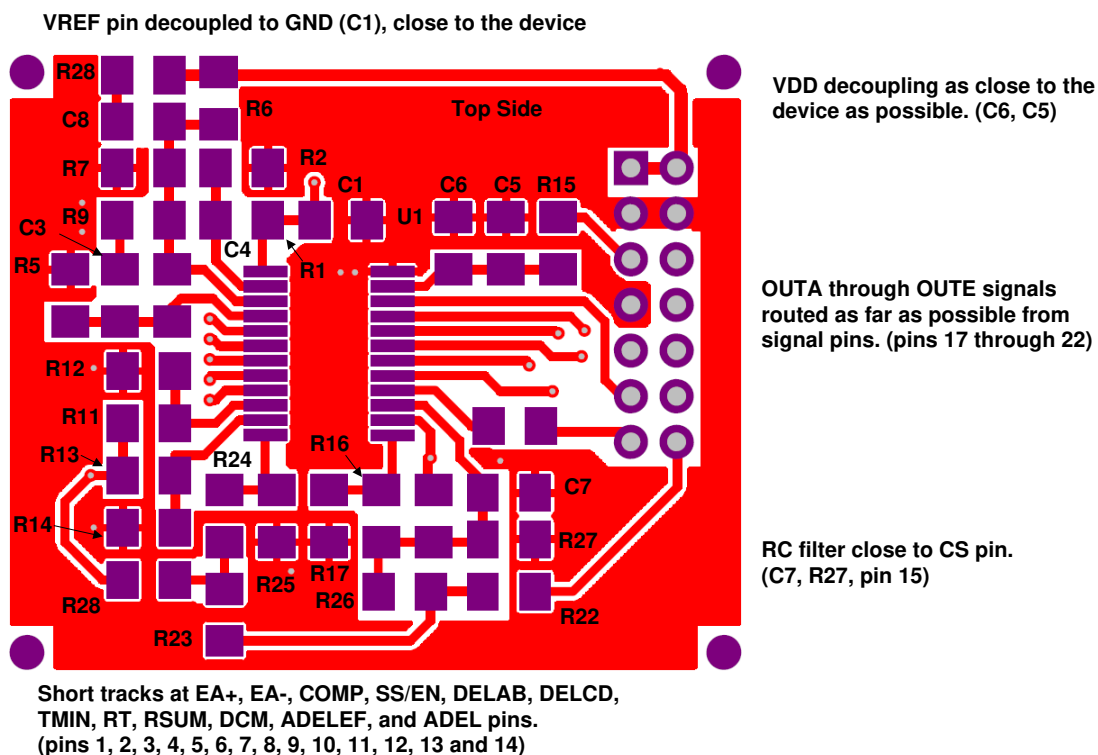 VREF pin decoupled to GND (C1), close to the device
R28
C8
R6
Top Side
VDD decoupling as close to the
device as possible. (C6, C5)
R7
R2
C1
C6
C5
R15
R9
U1
C3
C4
R5
R1
OUTA through OUTE signals
routed as far as possible from
signal pins. (pins 17 through 22)
R12
R11
R13
R24
R16
C7
R14
R27
RC filter close to CS pin.
(C7, R27, pin 15)
R25
R17
R28
R26
R22
R23
Short tracks at EA+, EA-, COMP, SS/EN, DELAB, DELCD,
TMIN, RT, RSUM, DCM, ADELEF, and ADEL pins.
(pins 1, 2, 3, 4, 5, 6, 7, 8, 9, 10, 11, 12, 13 and 14)